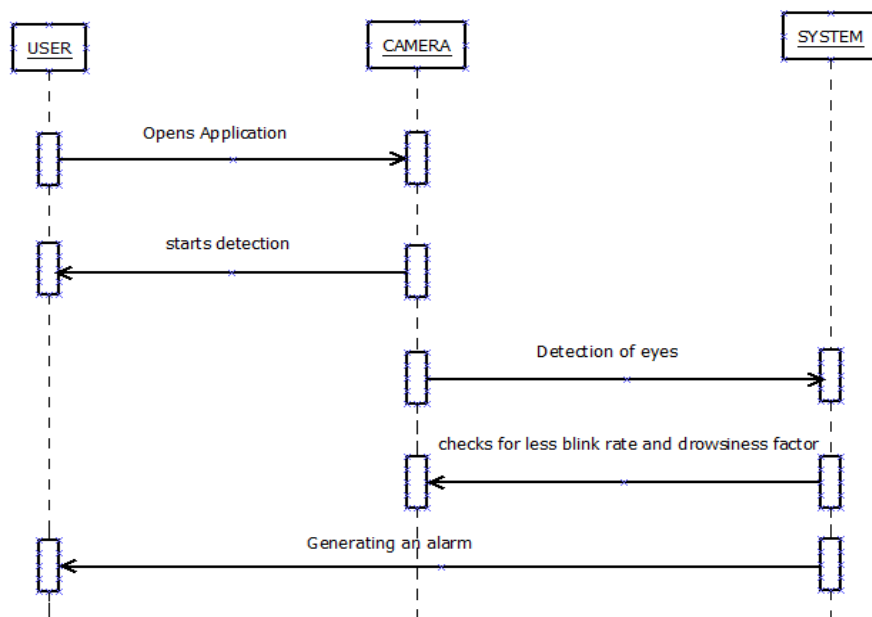 USER
CAMERA
SYSTEM
Opens Application
starts detection
Detection of eyes
checks for less blink rate and drowsiness factor
Generating an alarm